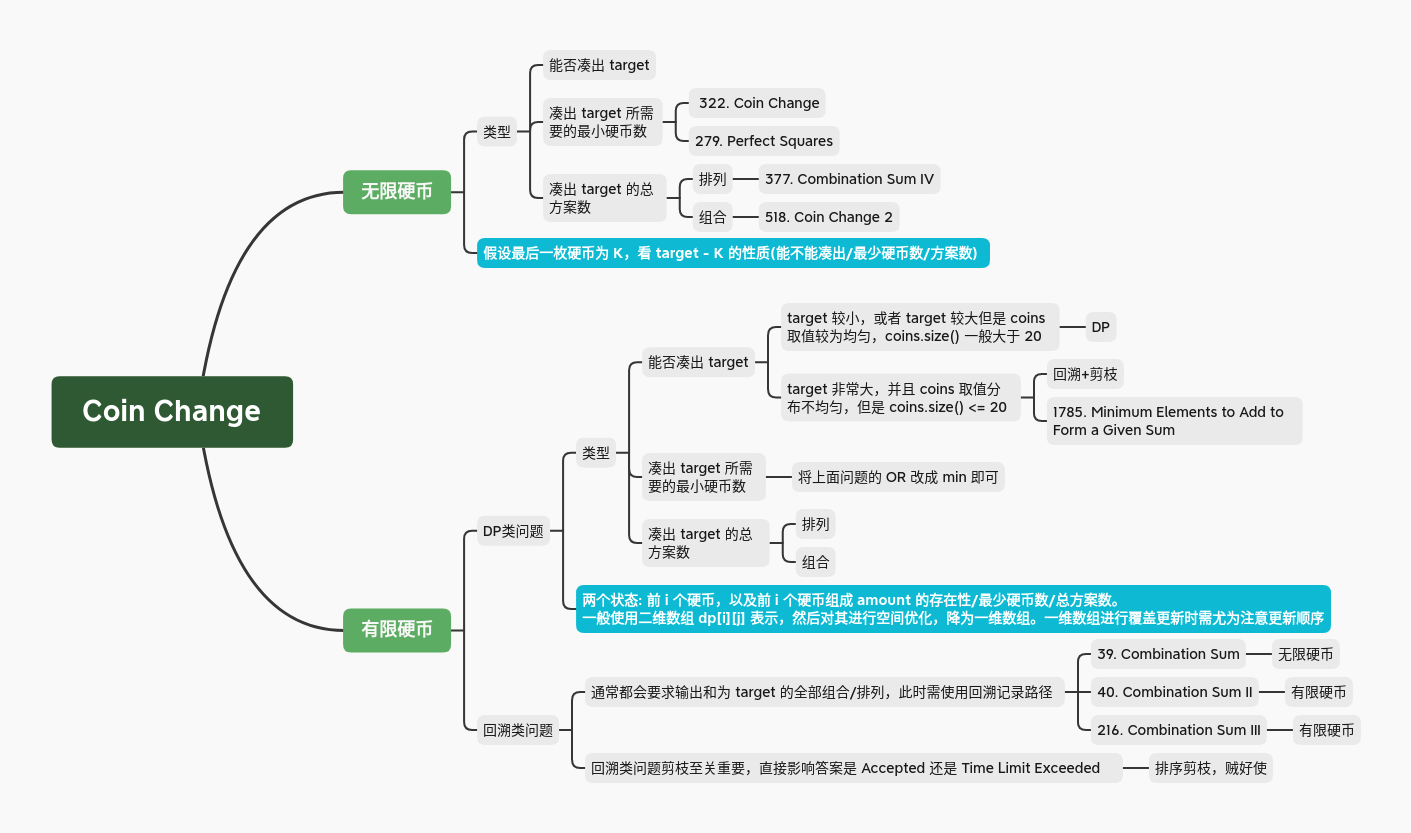 Coin Change
无限硬币
类型
能否凑出 target
凑出 target 所需
要的最小硬币数
322. Coin Change
279. Perfect Squares
凑出 target 的总
方案数
排列
377. Combination Sum IV
组合
518. Coin Change 2
假设最后一枚硬币为 K，看 target - K 的性质(能不能凑出/最少硬币数/方案数)
有限硬币
DP类问题
类型
能否凑出 target
target 较小，或者 target 较大但是 coins
取值较为均匀，coins.size() 一般大于 20
DP
target 非常大，并且 coins 取值分
布不均匀，但是 coins.size() <= 20
回溯+剪枝
1785. Minimum Elements to Add to
Form a Given Sum
凑出 target 所需
要的最小硬币数
将上面问题的 OR 改成 min 即可
凑出 target 的总
方案数
排列
组合
两个状态: 前 i 个硬币，以及前 i 个硬币组成 amount 的存在性/最少硬币数/总方案数。
一般使用二维数组 dp[i][j] 表示，然后对其进行空间优化，降为一维数组。一维数组进行覆盖更新时需尤为注意更新顺序
回溯类问题
通常都会要求输出和为 target 的全部组合/排列，此时需使用回溯记录路径
39. Combination Sum
无限硬币
40. Combination Sum II
有限硬币
216. Combination Sum III
有限硬币
回溯类问题剪枝至关重要，直接影响答案是 Accepted 还是 Time Limit Exceeded
排序剪枝，贼好使